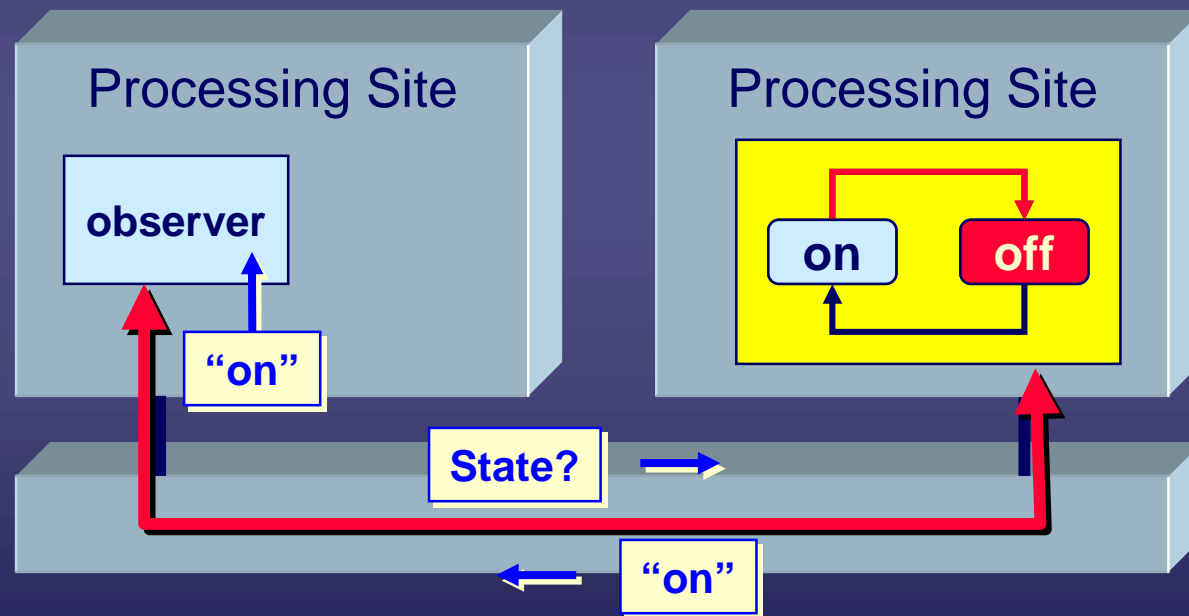 Processing Site
Processing Site
observer
on
off
“on”
State?
“on”